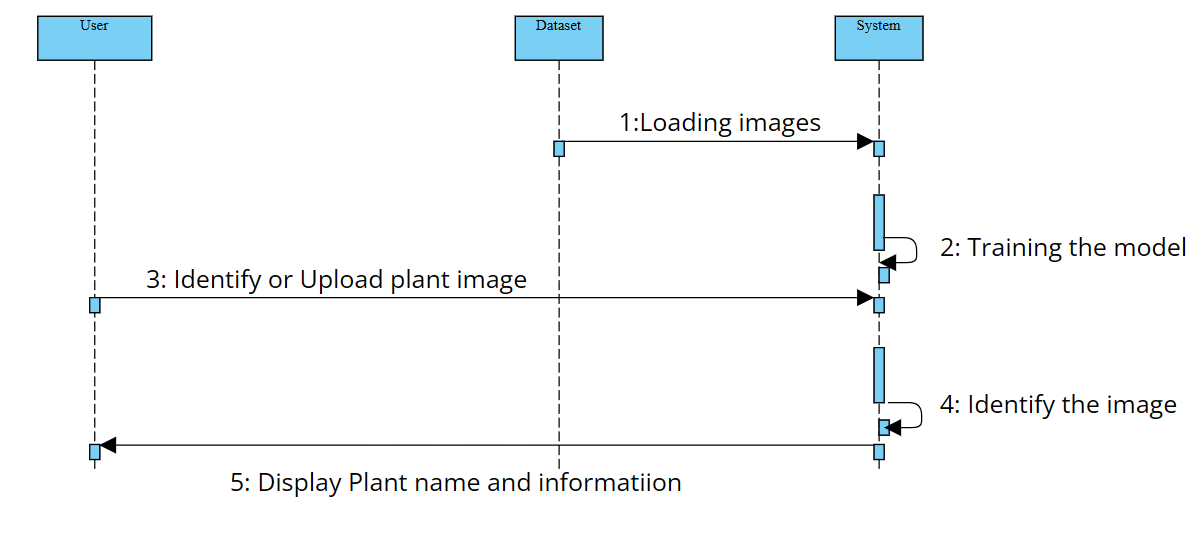 User
Dataset
System
1:Loading images
2: Training the model
3: Identify or Upload plant image
4: Identify the image
5: Display Plant name and informatiion